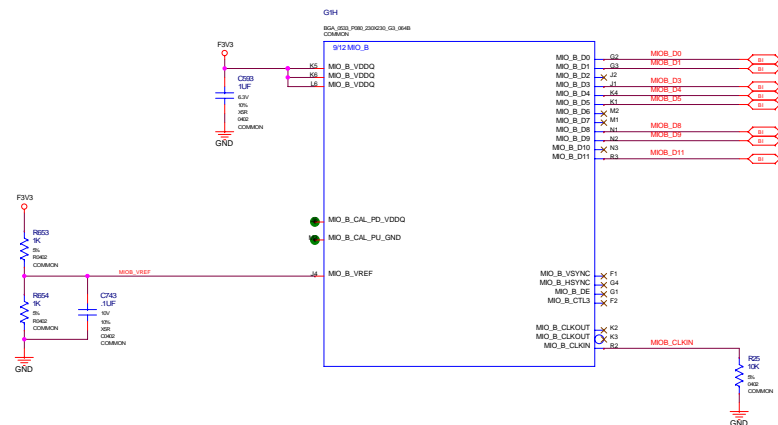 G1H
BGA_0533_P080_230X230_G3_064B
COMMON
9/12 MIO_B
F3V3
C593
1UF
6.3V
10%
X5R
0402
COMMON
GND
K5 MIO_B_VDDQ
K6 MIO_B_VDDQ
L6 MIO_B_VDDQ
MIO_B_D0 G2 MIOB_D0 BI
MIO_B_D1 G3 MIOB_D1 BI
MIO_B_D2 J2
MIO_B_D3 J1 MIOB_D3 BI
MIO_B_D4 K4 MIOB_D4 BI
MIO_B_D5 K1 MIOB_D5 BI
MIO_B_D6 M2
MIO_B_D7 M1
MIO_B_D8 N1 MIOB_D8 BI
MIO_B_D9 N2 MIOB_D9 BI
MIO_B_D10 N3
MIO_B_D11 R3 MIOB_D11 BI
MIO_B_CAL_PD_VDDQ
MIO_B_CAL_PU_GND
F3V3
R653
1K
5%
R0402
COMMON
MIOB_VREF
J4 MIO_B_VREF
R654
1K
5%
R0402
COMMON
C743
.1UF
10V
10%
X5R
C0402
COMMON
GND
MIO_B_VSYNC F1
MIO_B_HSYNC G4
MIO_B_DE G1
MIO_B_CTL3 F2
MIO_B_CLKOUT K2
MIO_B_CLKOUT K3
MIO_B_CLKIN R2 MIOB_CLKIN
R25
10K
5%
0402
COMMON
GND